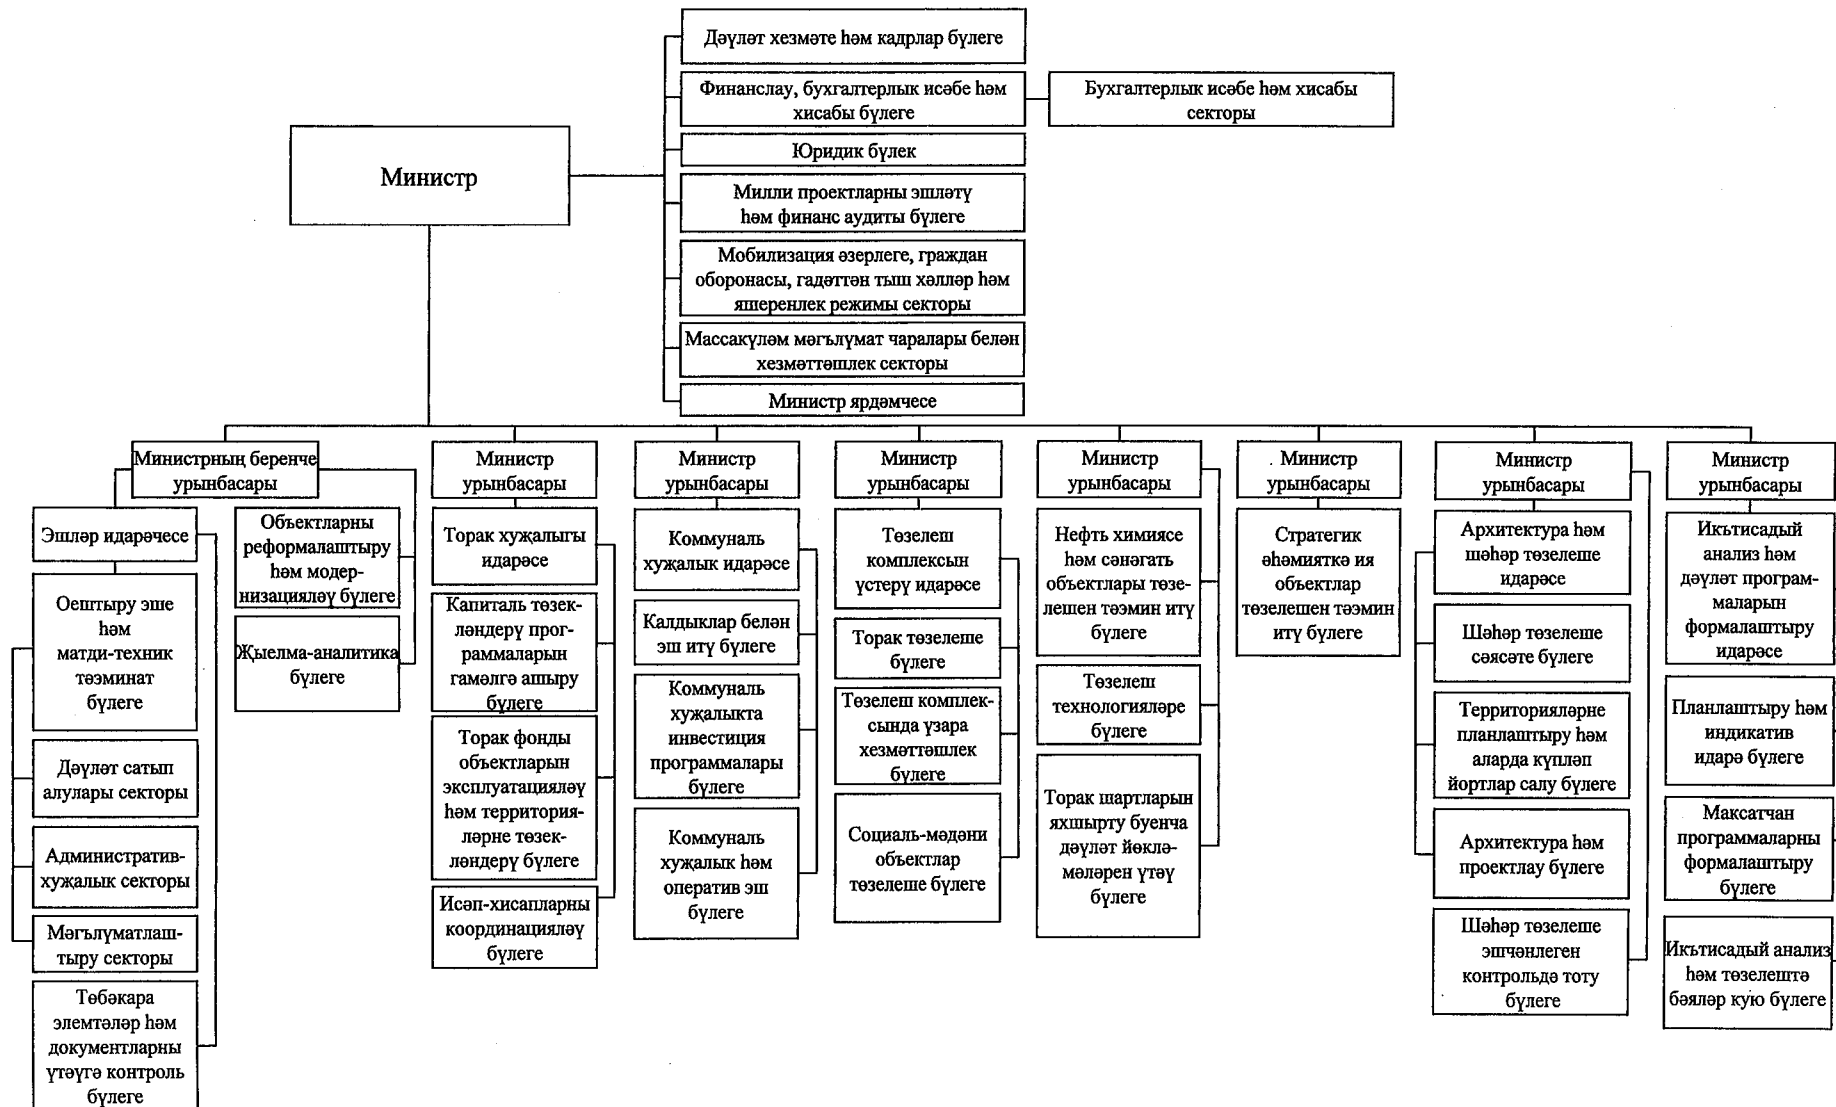 Дәүләт хезмәте һәм кадрлар бүлеге
Финанслау, бухгалтерлык исәбе һәм
хисабы бүлеге
Бухгалтерлык исәбе һәм хисабы
секторы
Юридик бүлек
Министр
Милли проектларны эшләтү
һәм финанс аудиты бүлеге
Мобилизация әзерлеге, граждан
оборонасы, гадәттән тыш хәлләр һәм
яшеренлек режимы секторы
Массакүләм мәгълүмат чаралары белән
хезмәттәшлек секторы
Министр ярдәмчесе
Министрның беренче
урынбасары
Эшләр идарәчесе
Оештыру эше
һәм
матди-техник
тәэминат
бүлеге
Дәүләт сатып
алулары секторы
Административ-
хуҗалык секторы
Мәгълүматлаш-
тыру секторы
Төбәкара
элемтәләр һәм
документларны
үтәүгә контроль
бүлеге
Объектларны
реформалаштыру
һәм модер-
низацияләү бүлеге
Җыелма-аналитика
бүлеге
Министр
урынбасары
Торак хуҗалыгы
идарәсе
Капиталь төзек-
ләндерү прог-
раммаларын
гамәлгә ашыру
бүлеге
Торак фонды
объектларын
эксплуатацияләү
һәм территория-
ләрне төзек-
ләндерү бүлеге
Исәп-хисапларны
координацияләү
бүлеге
Министр
урынбасары
Коммуналь
хуҗалык идарәсе
Калдыклар белән
эш итү бүлеге
Коммуналь
хуҗалыкта
инвестиция
программалары
бүлеге
Коммуналь
хуҗалык һәм
оператив эш
бүлеге
Министр
урынбасары
Төзелеш
комплексын
үстерү идарәсе
Торак төзелеше
бүлеге
Төзелеш комплек-
сында үзара
хезмәттәшлек
бүлеге
Социаль-мәдәни
объектлар
төзелеше бүлеге
Министр
урынбасары
Нефть химиясе
һәм сәнәгать
объектлары төзе-
лешен тәэмин итү
бүлеге
Төзелеш
технологияләре
бүлеге
Торак шартларын
яхшырту буенча
дәүләт йөклә-
мәләрен үтәү
бүлеге
Министр
урынбасары
Стратегик
әһәмияткә ия
объектлар
төзелешен тәэмин
итү бүлеге
Министр
урынбасары
Архитектура һәм
шәһәр төзелеше
идарәсе
Шәһәр төзелеше
сәясәте бүлеге
Территорияләрне
планлаштыру һәм
аларда күпләп
йортлар салу бүлеге
Архитектура һәм
проектлау бүлеге
Шәһәр төзелеше
эшчәнлеген
контрольдә тоту
бүлеге
Министр
урынбасары
Икътисадый
анализ һәм
дәүләт програм-
маларын
формалаштыру
идарәсе
Планлаштыру һәм
индикатив
идарә бүлеге
Максатчан
программаларны
формалаштыру
бүлеге
Икътисадый анализ
һәм төзелештә
бәяләр кую бүлеге